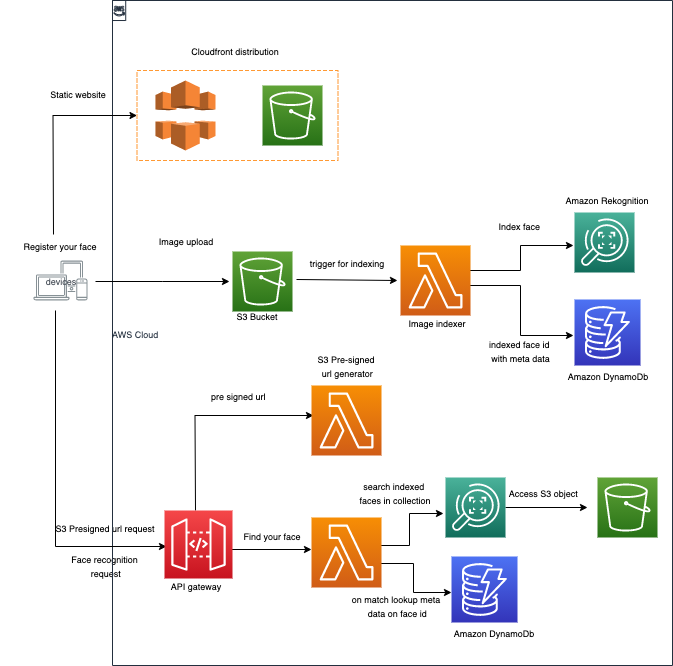 Cloudfront distribution
Static website
Amazon Rekognition
Index face
Register your face
Image upload
trigger for indexing
devices
S3 Bucket
Image indexer
AWS Cloud
indexed face id
with meta data
Amazon DynamoDb
S3 Pre-signed
url generator
pre signed url
search indexed
faces in collection
Access S3 object
S3 Presigned url request
Find your face
Face recognition
request
API gateway
on match lookup meta
data on face id
Amazon DynamoDb